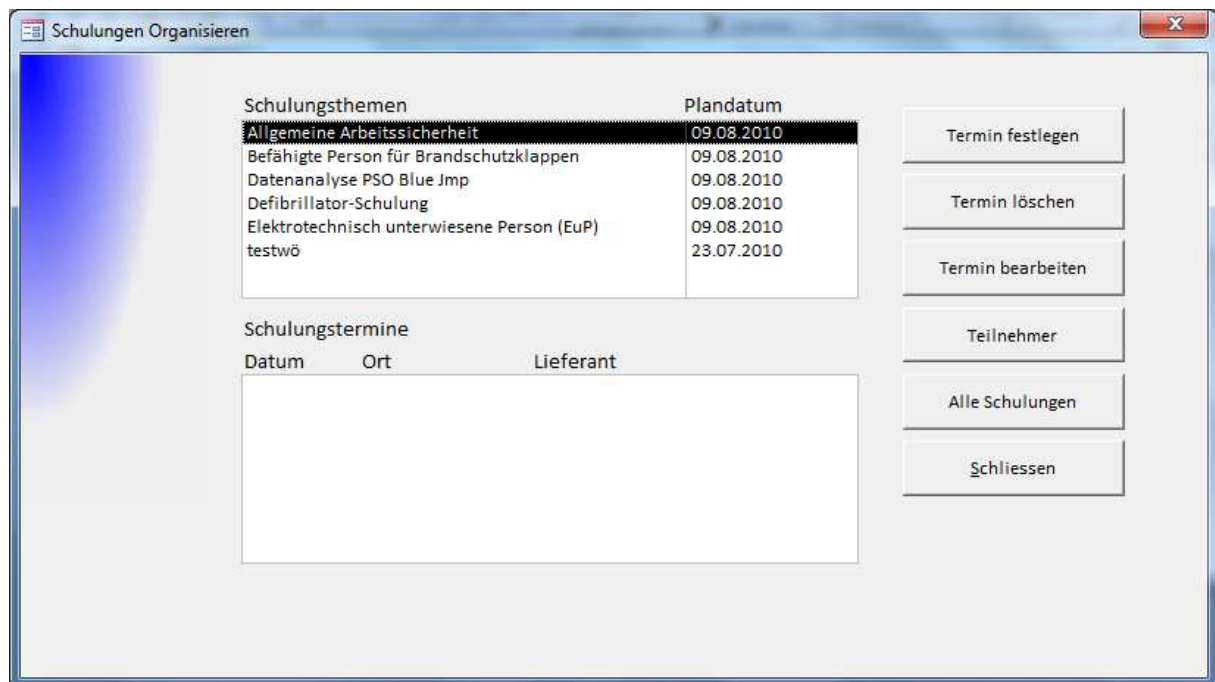 Schulungen Organisieren
Schulungsthemen Plandatum
Allgemeine Arbeitssicherheit 09.08.2010
Befähigte Person für Brandschutzklappen 09.08.2010
Datenanalyse PSO Blue Jmp 09.08.2010
Defibrillator-Schulung 09.08.2010
Elektrotechnisch unterwiesene Person (EuP) 09.08.2010
testwö 23.07.2010
Schulungstermine
Datum Ort Lieferant
Termin festlegen
Termin löschen
Termin bearbeiten
Teilnehmer
Alle Schulungen
Schliessen